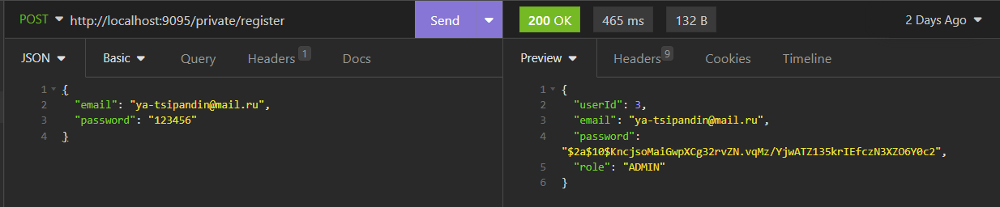 POST http://localhost:9095/private/register Send 200 OK 465 ms 132 B 2 Days Ago
JSON Basic Query Headers 1 Docs Preview Headers 9 Cookies Timeline
1 {
2 "email": "ya-tsipandin@mail.ru",
3 "password": "123456"
4 }
1 {
2 "userId": 3,
3 "email": "ya-tsipandin@mail.ru",
4 "password":
"$2a$10$KncjsoMaiGwpXCg32rvZN.vqMz/YjwATZ135krIEfczN3XZO6Y0c2",
5 "role": "ADMIN"
6 }